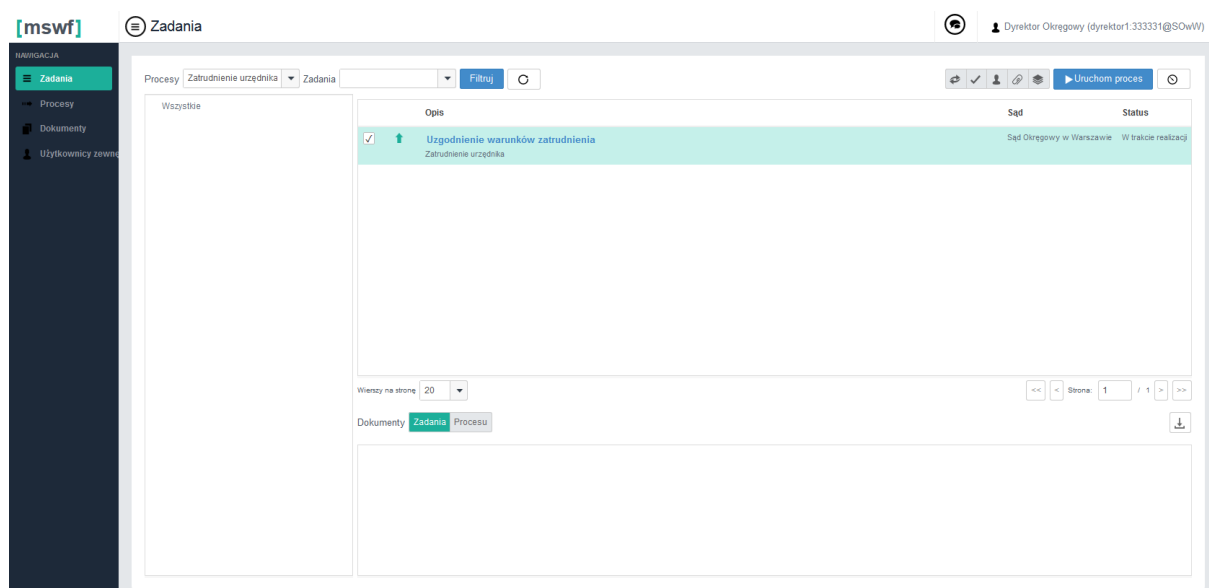 [mswf]
Zadania
Dyrektor Okręgowy (dyrektor1:333331@SOwW)
NAWIGACJA
Zadania
Procesy
Dokumenty
Użytkownicy zewnę
Procesy Zatrudnienie urzędnika Zadania Filtruj Uruchom proces
Wszystkie
Opis Sąd Status
Uzgodnienie warunków zatrudnienia Sąd Okręgowy w Warszawie W trakcie realizacji
Zatrudnienie urzędnika
Wierszy na stronę 20 << < Strona: 1 / 1 > >>
Dokumenty Zadania Procesu